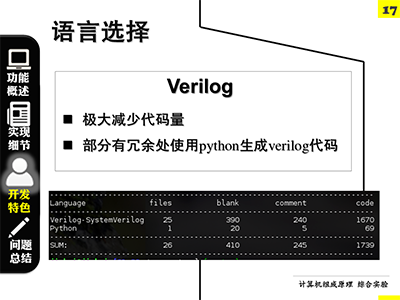 17
语言选择
功能
概述
实现
细节
开发
特色
问题
总结
Verilog
■ 极大减少代码量
■ 部分有冗余处使用python生成verilog代码
Language files blank comment code
Verilog-SystemVerilog 25 390 240 1670
Python 1 20 5 69
SUM: 26 410 245 1739
计算机组成原理 综合实验